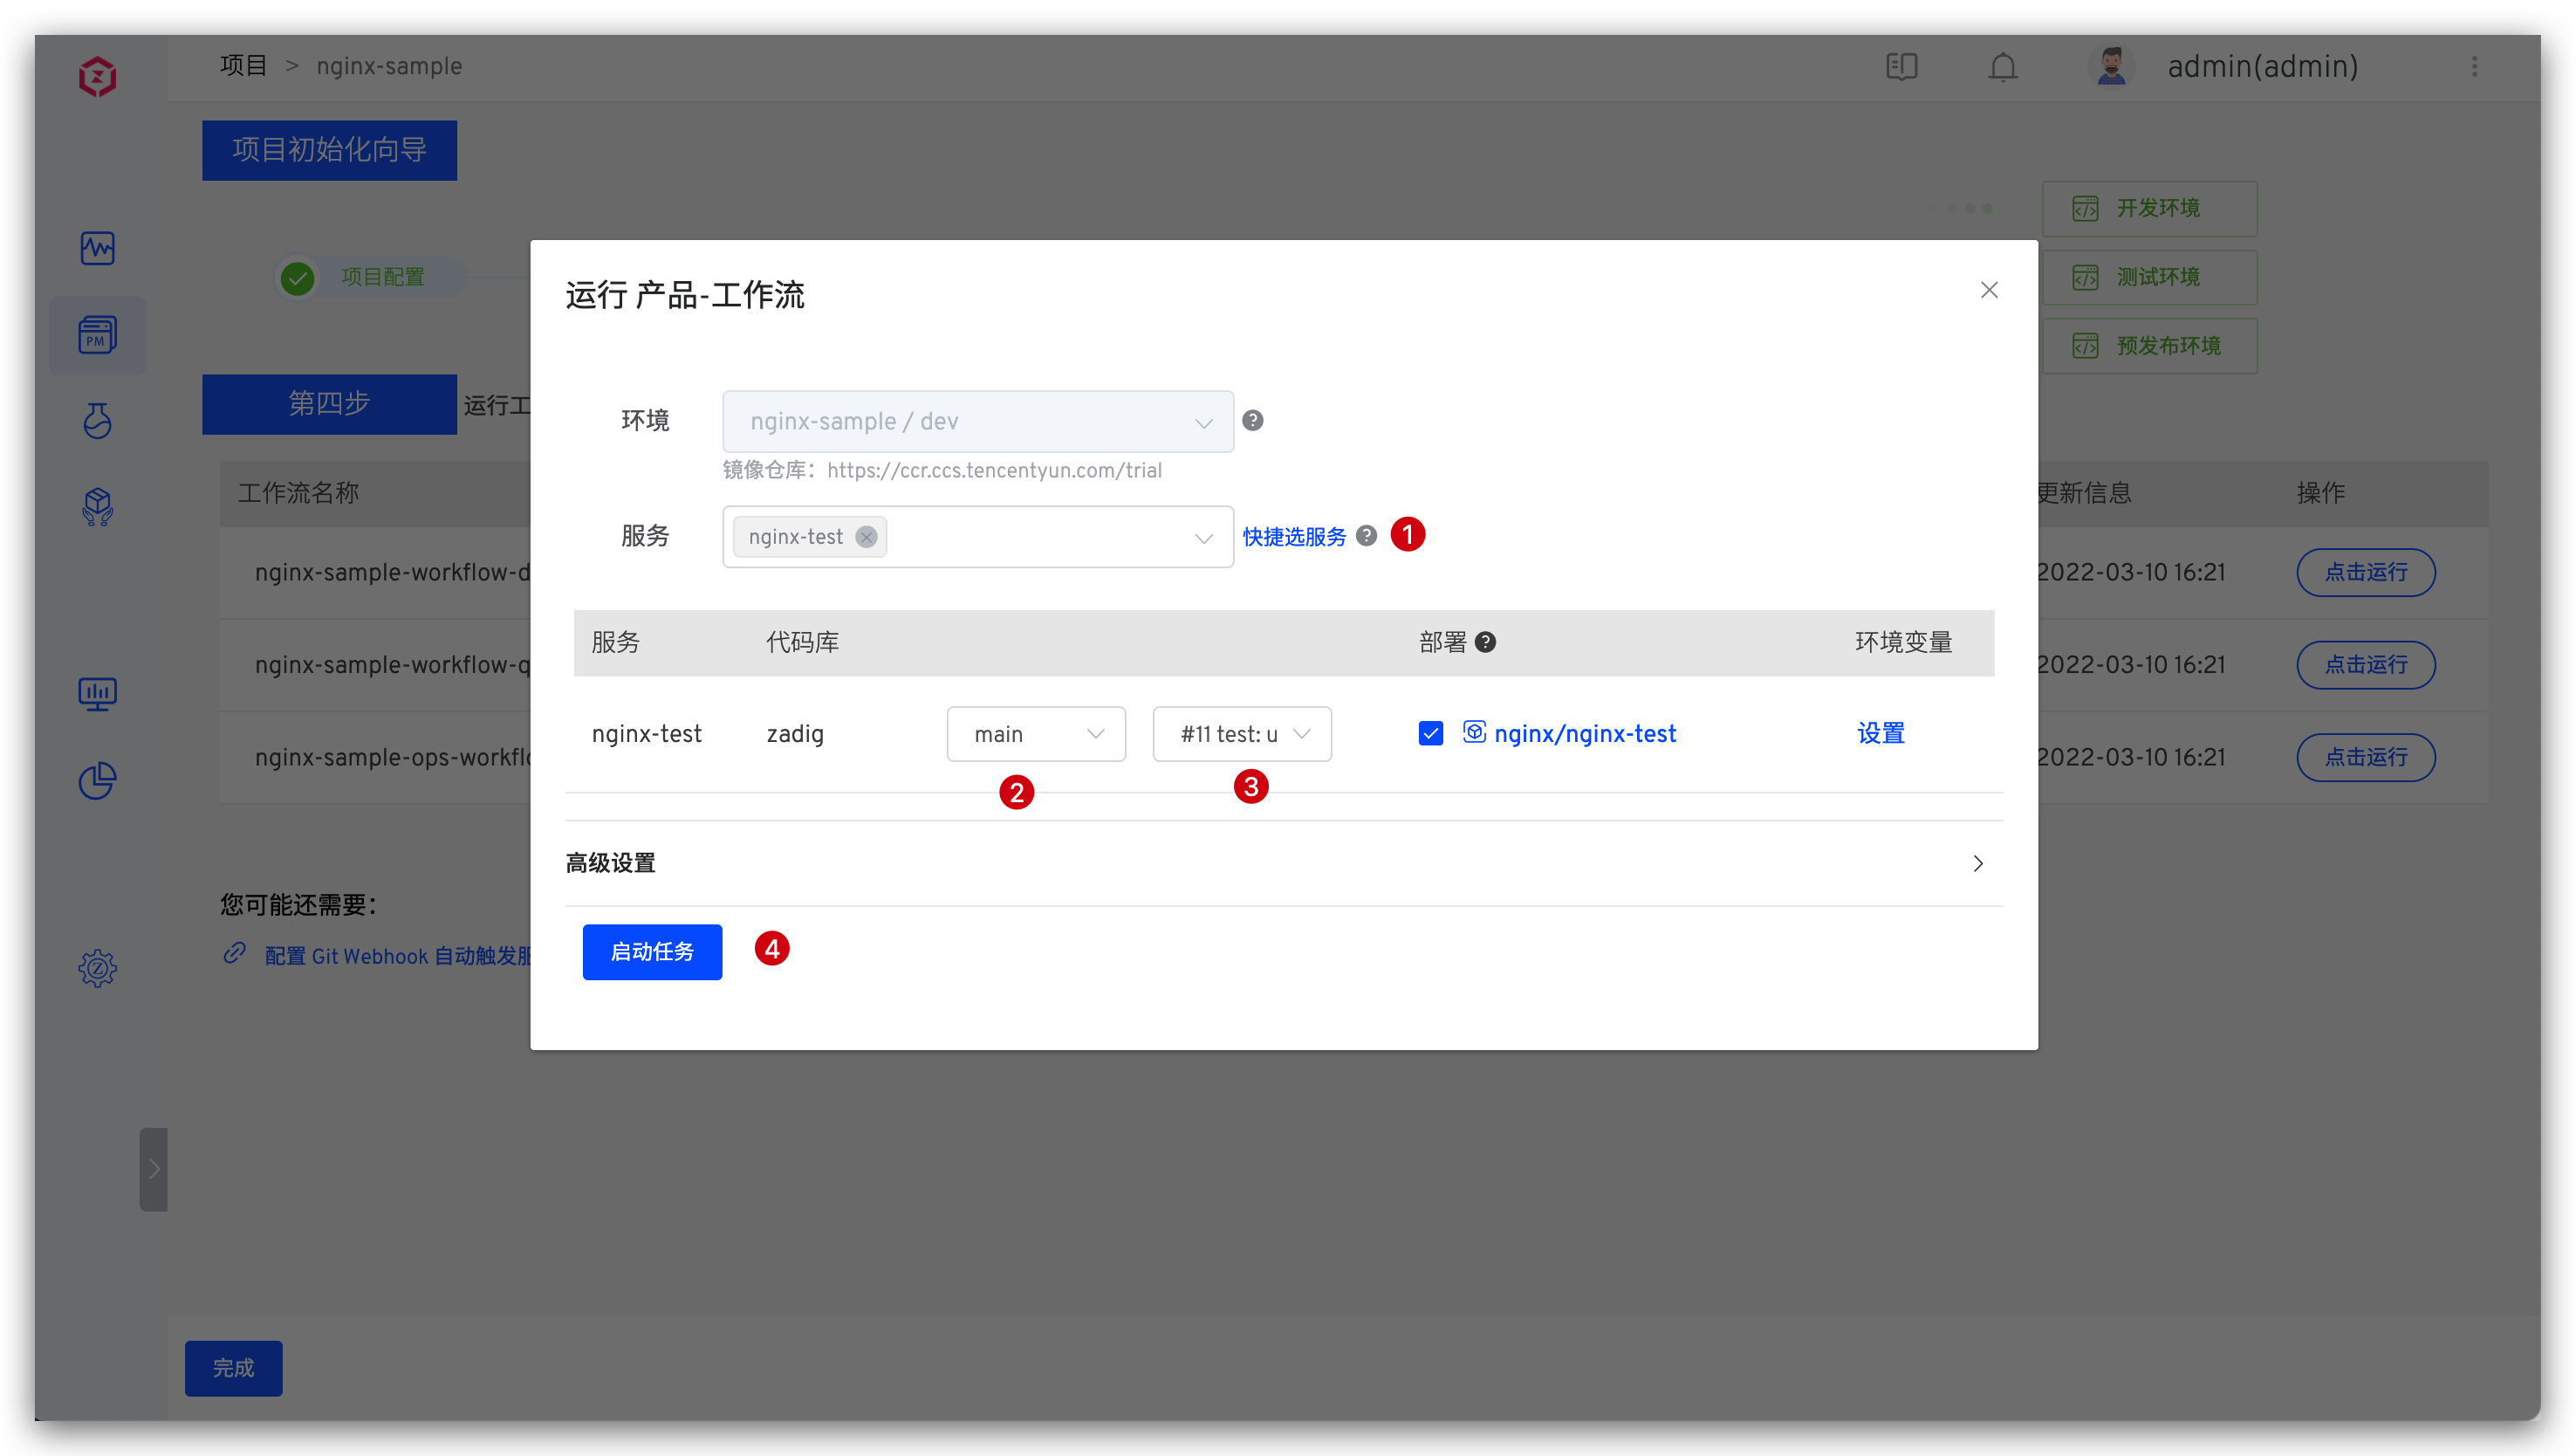 项目 > nginx-sample
admin(admin)
项目初始化向导
开发环境
项目配置
测试环境
预发布环境
第四步 运行工
工作流名称
更新信息 操作
nginx-sample-workflow-d
2022-03-10 16:21 点击运行
nginx-sample-workflow-q
2022-03-10 16:21 点击运行
nginx-sample-ops-workflo
2022-03-10 16:21 点击运行
您可能还需要：
配置 Git Webhook 自动触发服
完成
PM
运行 产品-工作流
环境 nginx-sample / dev ?
镜像仓库：https://ccr.ccs.tencentyun.com/trial
服务 nginx-test 快捷选服务 ? 1
服务 代码库 部署 ? 环境变量
nginx-test zadig main #11 test: u nginx/nginx-test 设置
2 3
高级设置
启动任务 4